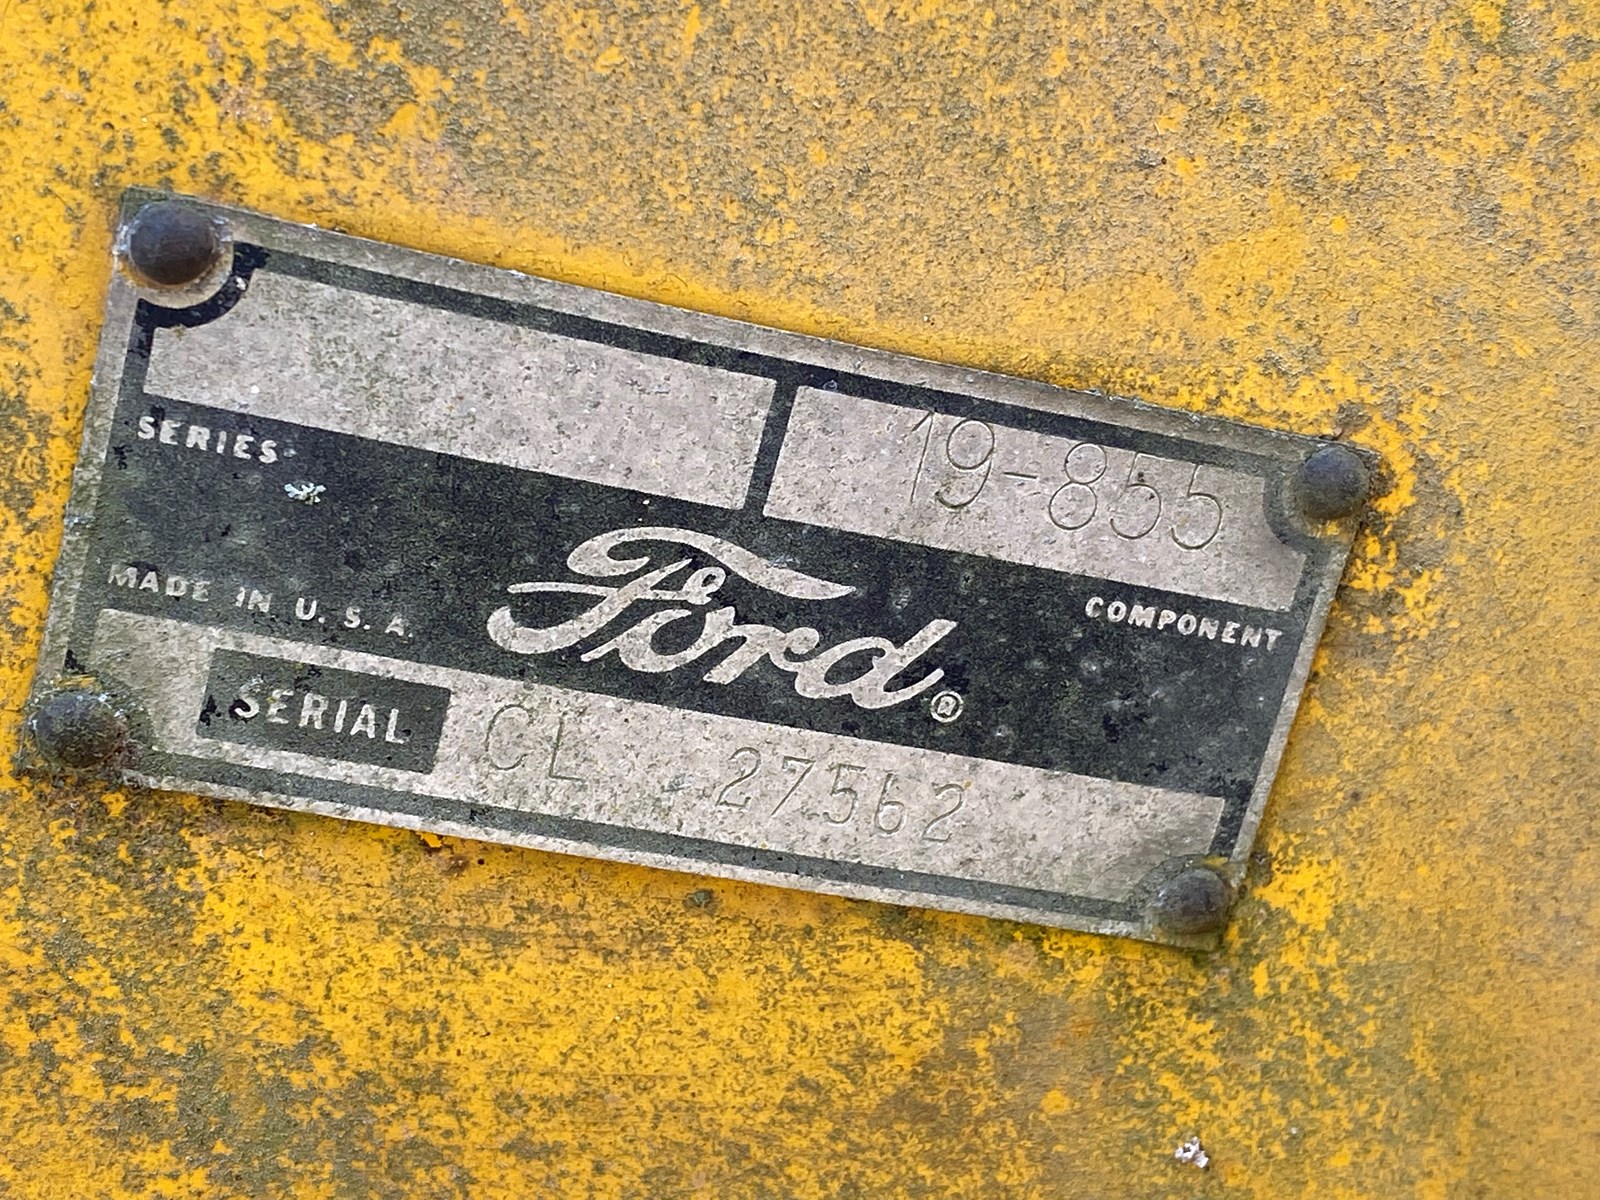 19-855
SERIES
COMPONENT
Ford®
MADE IN U. S. A.
SERIAL CL 27562